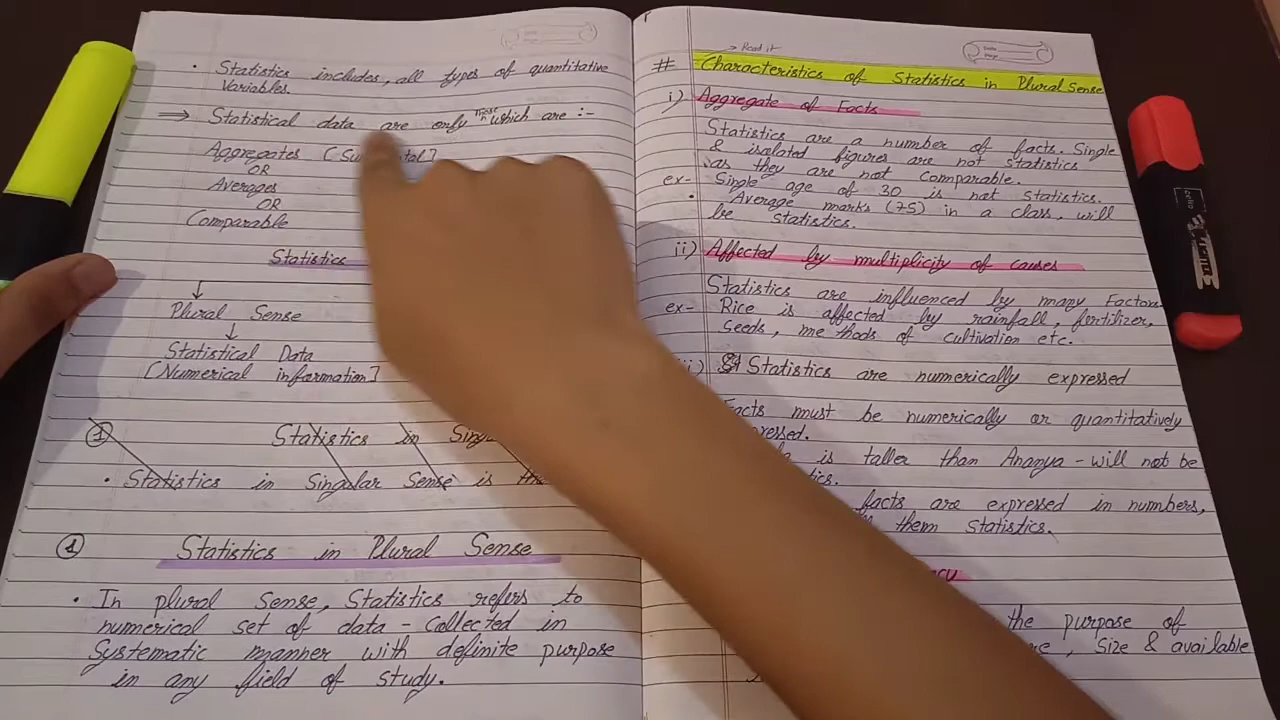 • Statistics includes, all types of quantitative
Variables.
⇒ Statistical data are only those which are :-
Aggregates
OR
Averages
OR
Comparable
Statistics
↓
Plural Sense
↓
Statistical Data
[Numerical information]
① Statistics in
• Statistics in Singular Sense is
① Statistics in Plural Sense
• In plural Sense, Statistics refers to
numerical set of data - Collected in
Systematic manner with definite purpose
in any field of study.
→ Read it
# Characteristics of Statistics in Plural Sense
i) Aggregate of Facts
Statistics are a number of facts. Single
& isolated figures are not statistics
as they are not comparable.
ex- Single age of 30 is not statistics.
• Average marks (75) in a class, will
be statistics.
ii) Affected by multiplicity of causes
Statistics are influenced by many Factors
ex- Rice is affected by rainfall, fertilizer,
seeds, methods of cultivation etc.
Statistics are numerically expressed
Facts must be numerically or quantitatively
is taller than Ananya - will not be
facts are expressed in numbers,
them Statistics.
the purpose of
, Size & available
cello